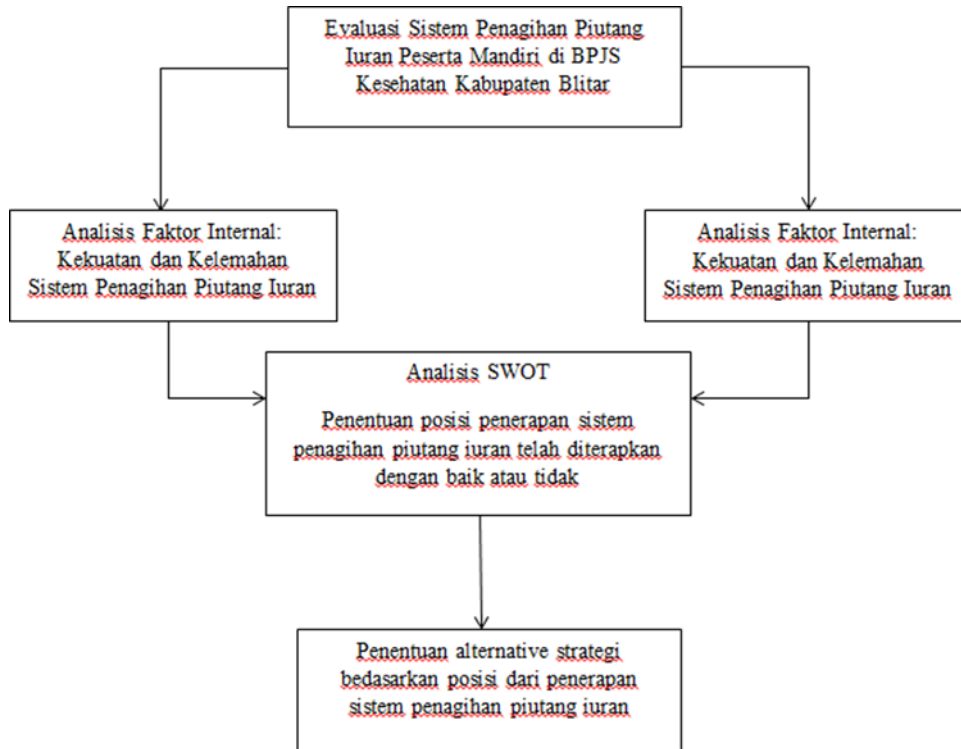 Evaluasi Sistem Penagihan Piutang
Iuran Peserta Mandiri di BPJS
Kesehatan Kabupaten Blitar
Analisis Faktor Internal:
Kekuatan dan Kelemahan
Sistem Penagihan Piutang Iuran
Analisis Faktor Internal:
Kekuatan dan Kelemahan
Sistem Penagihan Piutang Iuran
Analisis SWOT
Penentuan posisi penerapan sistem
penagihan piutang iuran telah diterapkan
dengan baik atau tidak
Penentuan alternative strategi
bedasarkan posisi dari penerapan
sistem penagihan piutang iuran